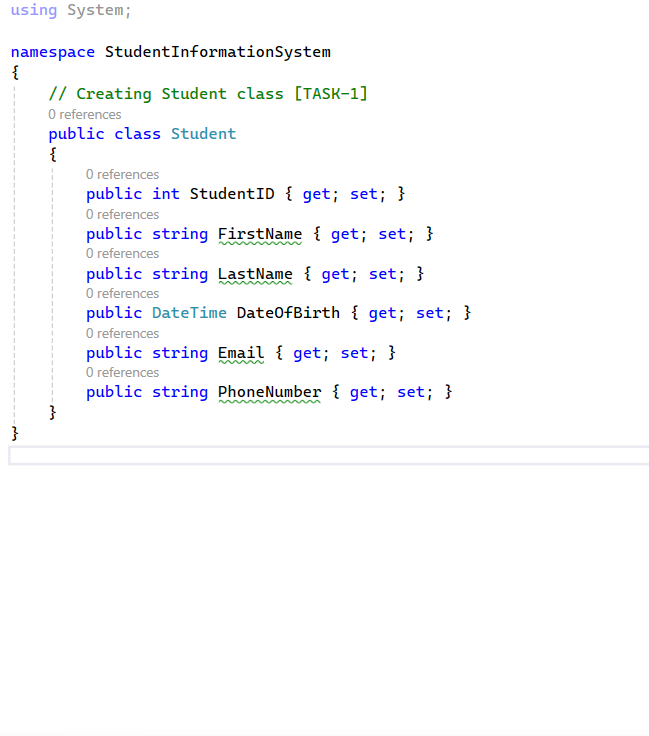 using System;
namespace StudentInformationSystem
{
// Creating Student class [TASK-1]
0 references
public class Student
{
0 references
public int StudentID { get; set; }
0 references
public string FirstName { get; set; }
0 references
public string LastName { get; set; }
0 references
public DateTime DateOfBirth { get; set; }
0 references
public string Email { get; set; }
0 references
public string PhoneNumber { get; set; }
}
}